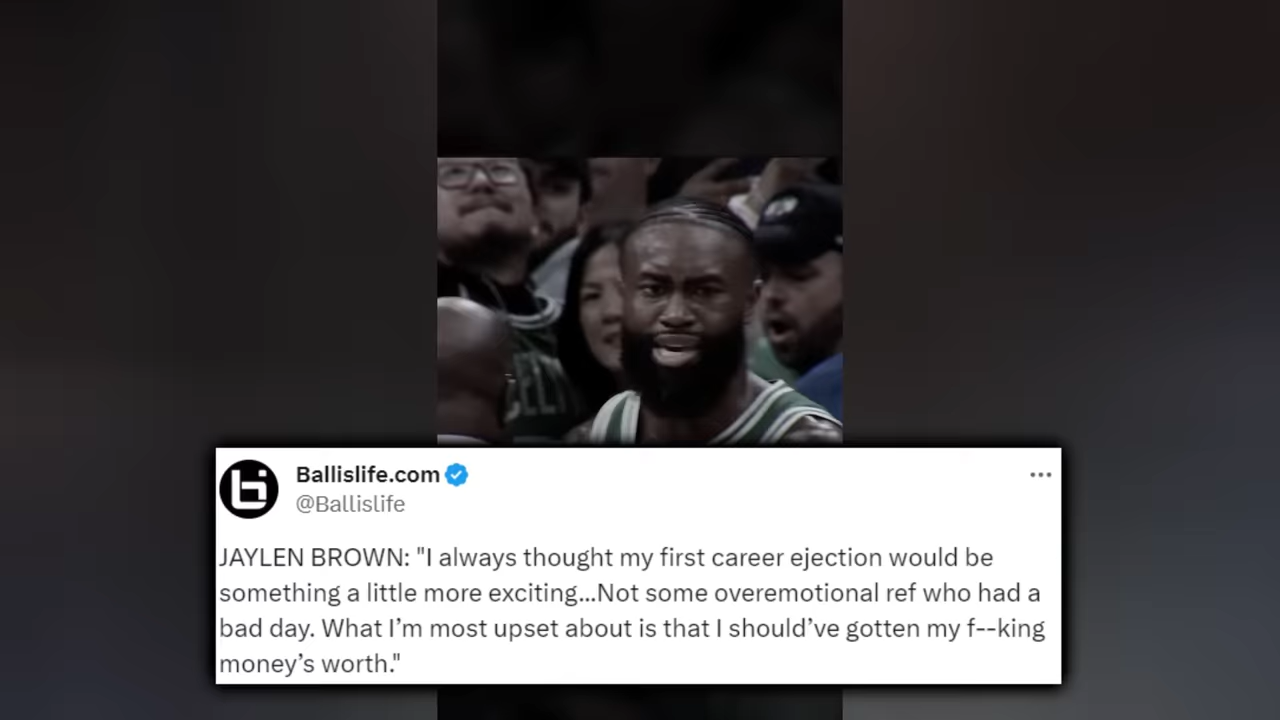 CELT
Ballislife.com
@Ballislife
JAYLEN BROWN: "I always thought my first career ejection would be
something a little more exciting...Not some overemotional ref who had a
bad day. What I’m most upset about is that I should’ve gotten my f--king
money’s worth."